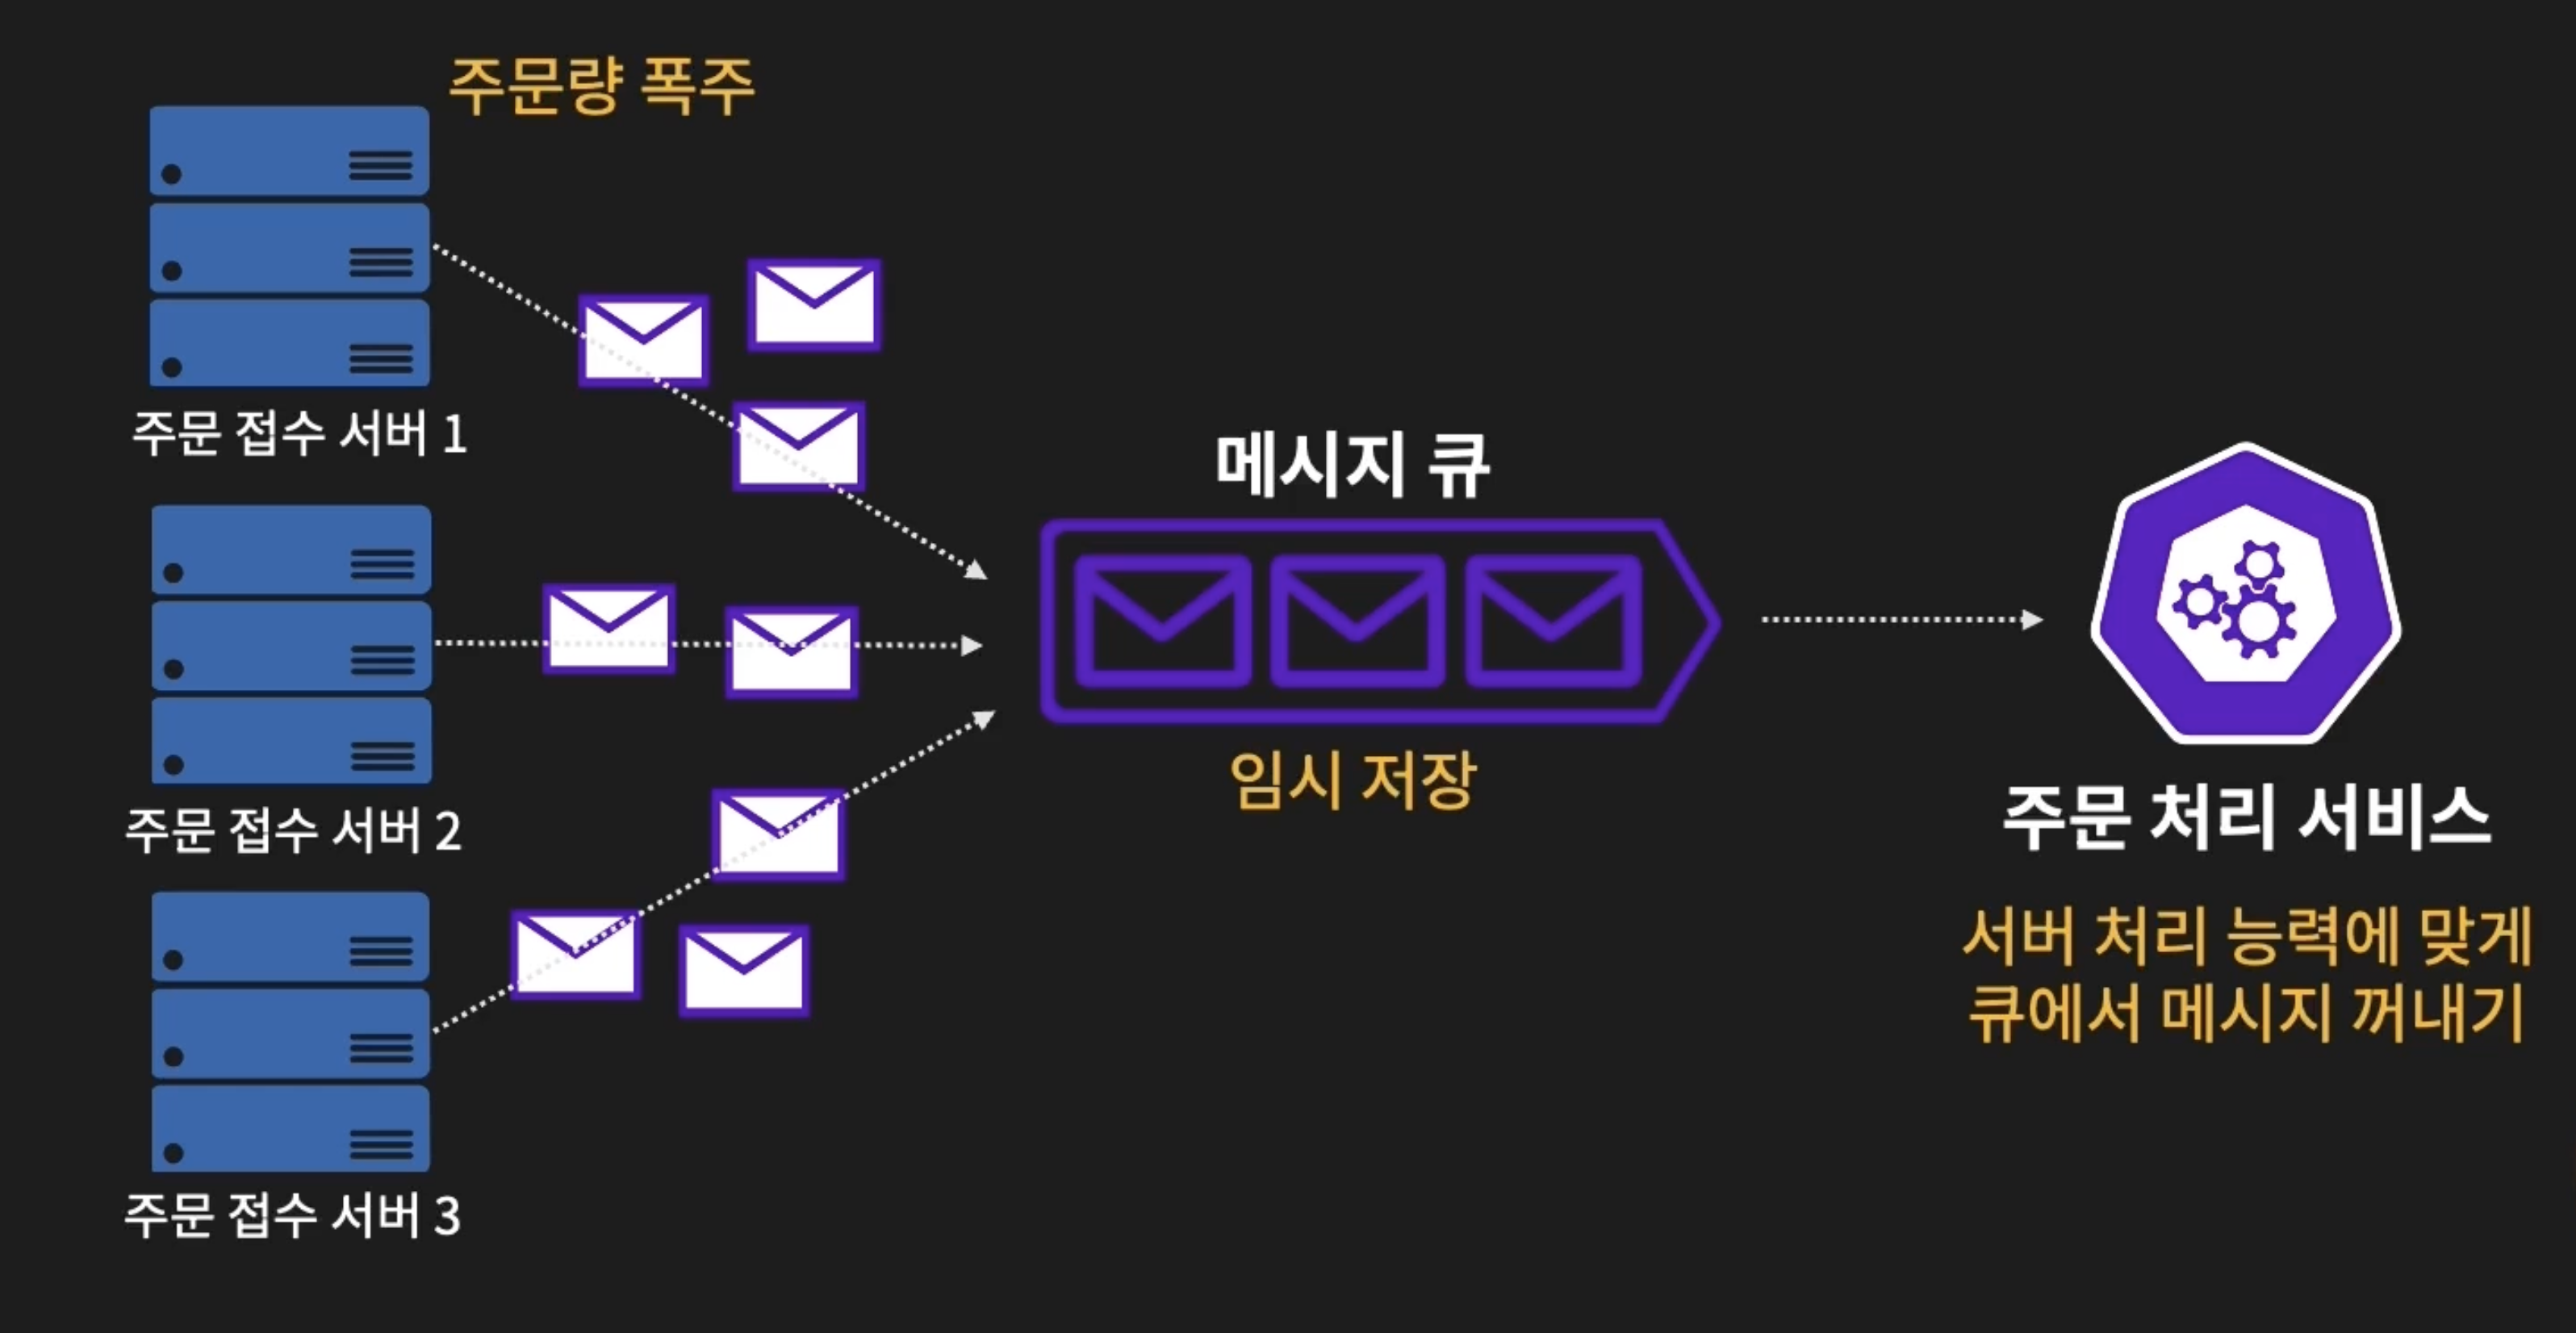 주문량 폭주
주문 접수 서버 1
주문 접수 서버 2
주문 접수 서버 3
메시지 큐
임시 저장
주문 처리 서비스
서버 처리 능력에 맞게
큐에서 메시지 꺼내기